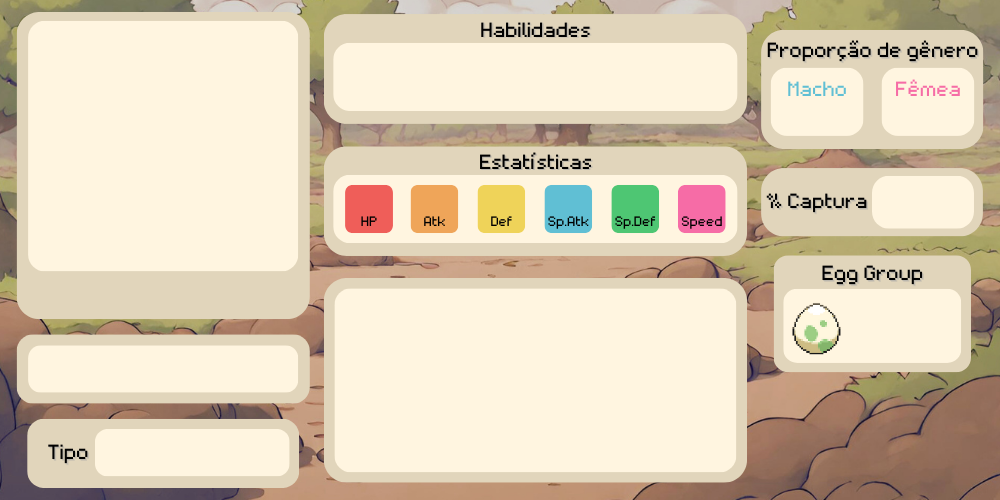 Habilidades
Proporção de gênero
Macho
Fêmea
Estatísticas
HP
Atk
Def
Sp.Atk
Sp.Def
Speed
% Captura
Egg Group
Tipo